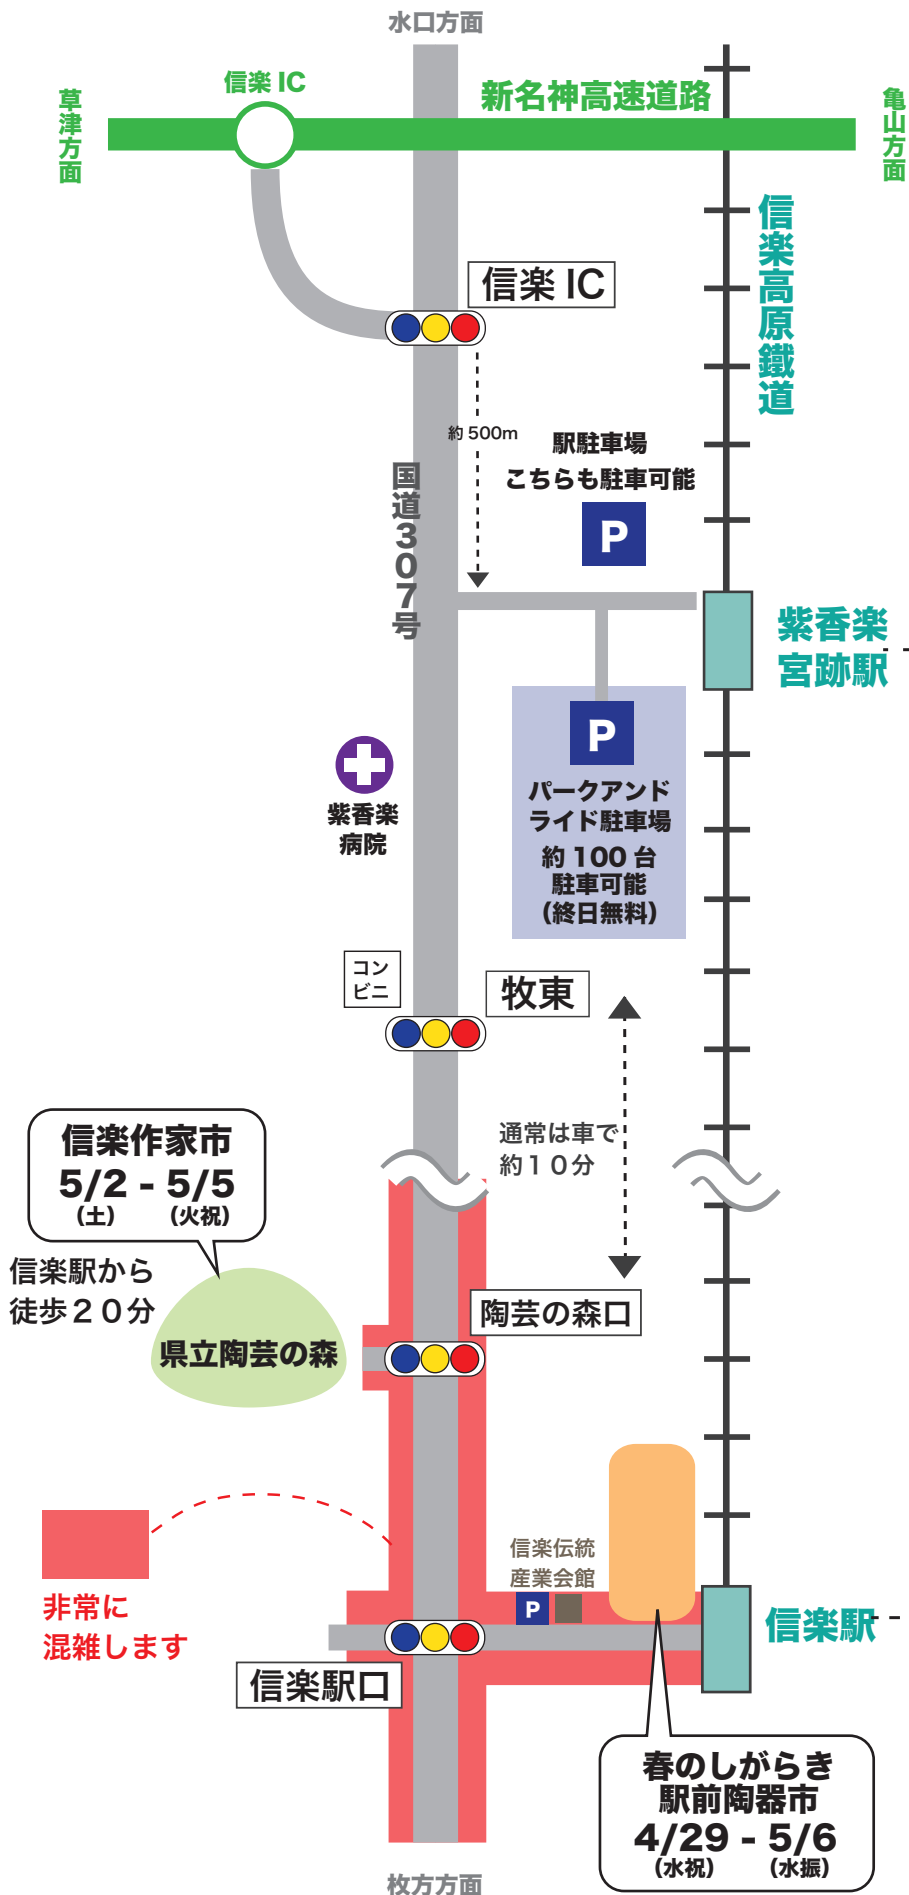 水口方面
信楽 IC
新名神高速道路
草津方面
亀山方面
信楽高原鐵道
信楽 IC
約 500m
駅駐車場
こちらも駐車可能
P
国道307号
紫香楽
宮跡駅
P
パークアンド
ライド駐車場
約 100 台
駐車可能
（終日無料）
紫香楽
病院
コン
ビニ
牧東
通常は車で
約１０分
信楽作家市
5/2 - 5/5
（土） （火祝）
信楽駅から
徒歩２０分
県立陶芸の森
陶芸の森口
非常に
混雑します
信楽伝統
産業会館
P
信楽駅
信楽駅口
春のしがらき
駅前陶器市
4/29 - 5/6
（水祝） （水振）
枚方方面